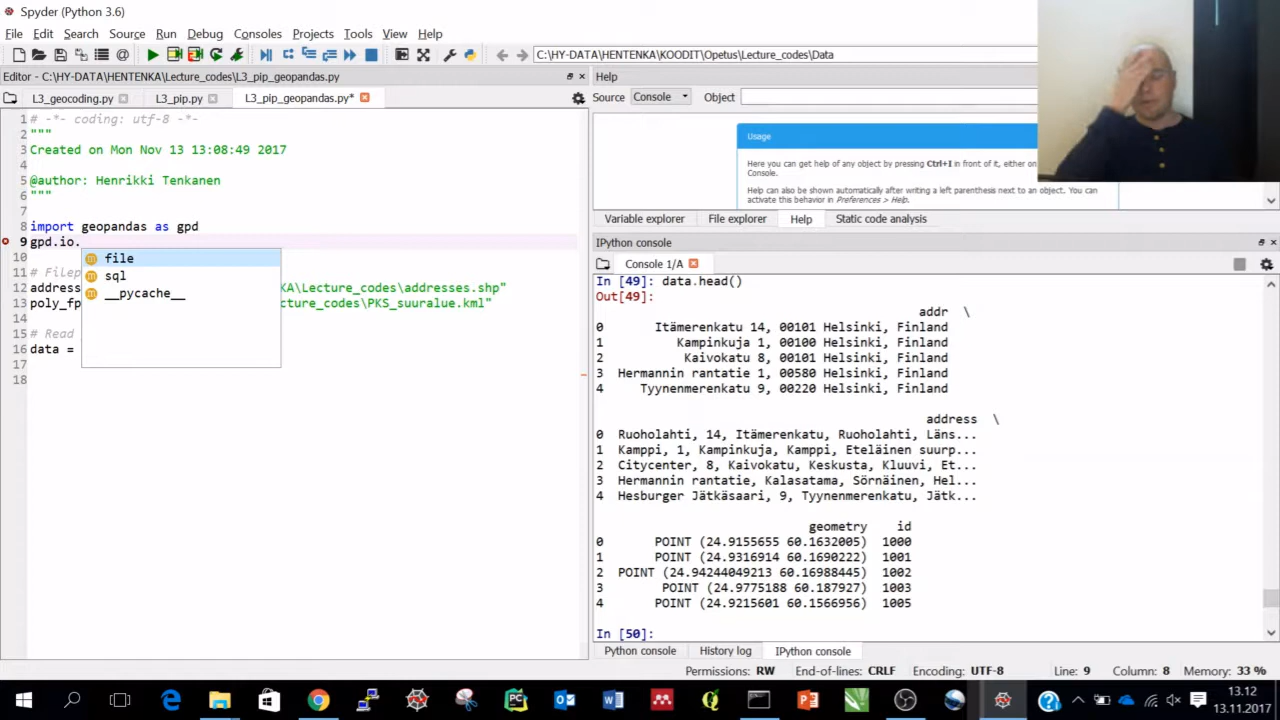 Spyder (Python 3.6)
File Edit Search Source Run Debug Consoles Projects Tools View Help
C:\HY-DATA\HENTENKA\KOODIT\Opetus\Lecture_codes\Data
Editor - C:\HY-DATA\HENTENKA\Lecture_codes\L3_pip_geopandas.py
L3_geocoding.py L3_pip.py L3_pip_geopandas.py*
1 # -*- coding: utf-8 -*-
2 """
3 Created on Mon Nov 13 13:08:49 2017
4
5 @author: Henrikki Tenkanen
6 """
7
8 import geopandas as gpd
9 gpd.io.
file
sql
__pycache__
10
11 # Filep
12 address KA\Lecture_codes\addresses.shp"
13 poly_fp cture_codes\PKS_suuralue.kml"
14
15 # Read
16 data =
17
18
Help
Source Console Object
Usage
Here you can get help of any object by pressing Ctrl+I in front of it, either on
Console.
Help can also be shown automatically after writing a left parenthesis next to an object. You can
activate this behavior in Preferences > Help.
Variable explorer File explorer Help Static code analysis
IPython console
Console 1/A
In [49]: data.head()
Out[49]:
addr \
0 Itämerenkatu 14, 00101 Helsinki, Finland
1 Kampinkuja 1, 00100 Helsinki, Finland
2 Kaivokatu 8, 00101 Helsinki, Finland
3 Hermannin rantatie 1, 00580 Helsinki, Finland
4 Tyynenmerenkatu 9, 00220 Helsinki, Finland
address \
0 Ruoholahti, 14, Itämerenkatu, Ruoholahti, Läns...
1 Kamppi, 1, Kampinkuja, Kamppi, Eteläinen suurp...
2 Citycenter, 8, Kaivokatu, Keskusta, Kluuvi, Et...
3 Hermannin rantatie, Kalasatama, Sörnäinen, Hel...
4 Hesburger Jätkäsaari, 9, Tyynenmerenkatu, Jätk...
geometry id
0 POINT (24.9155655 60.1632005) 1000
1 POINT (24.9316914 60.1690222) 1001
2 POINT (24.94244049213 60.16988445) 1002
3 POINT (24.9775188 60.187927) 1003
4 POINT (24.9215601 60.1566956) 1005
In [50]:
Python console History log IPython console
Permissions: RW End-of-lines: CRLF Encoding: UTF-8 Line: 9 Column: 8 Memory: 33 %
13.12
13.11.2017